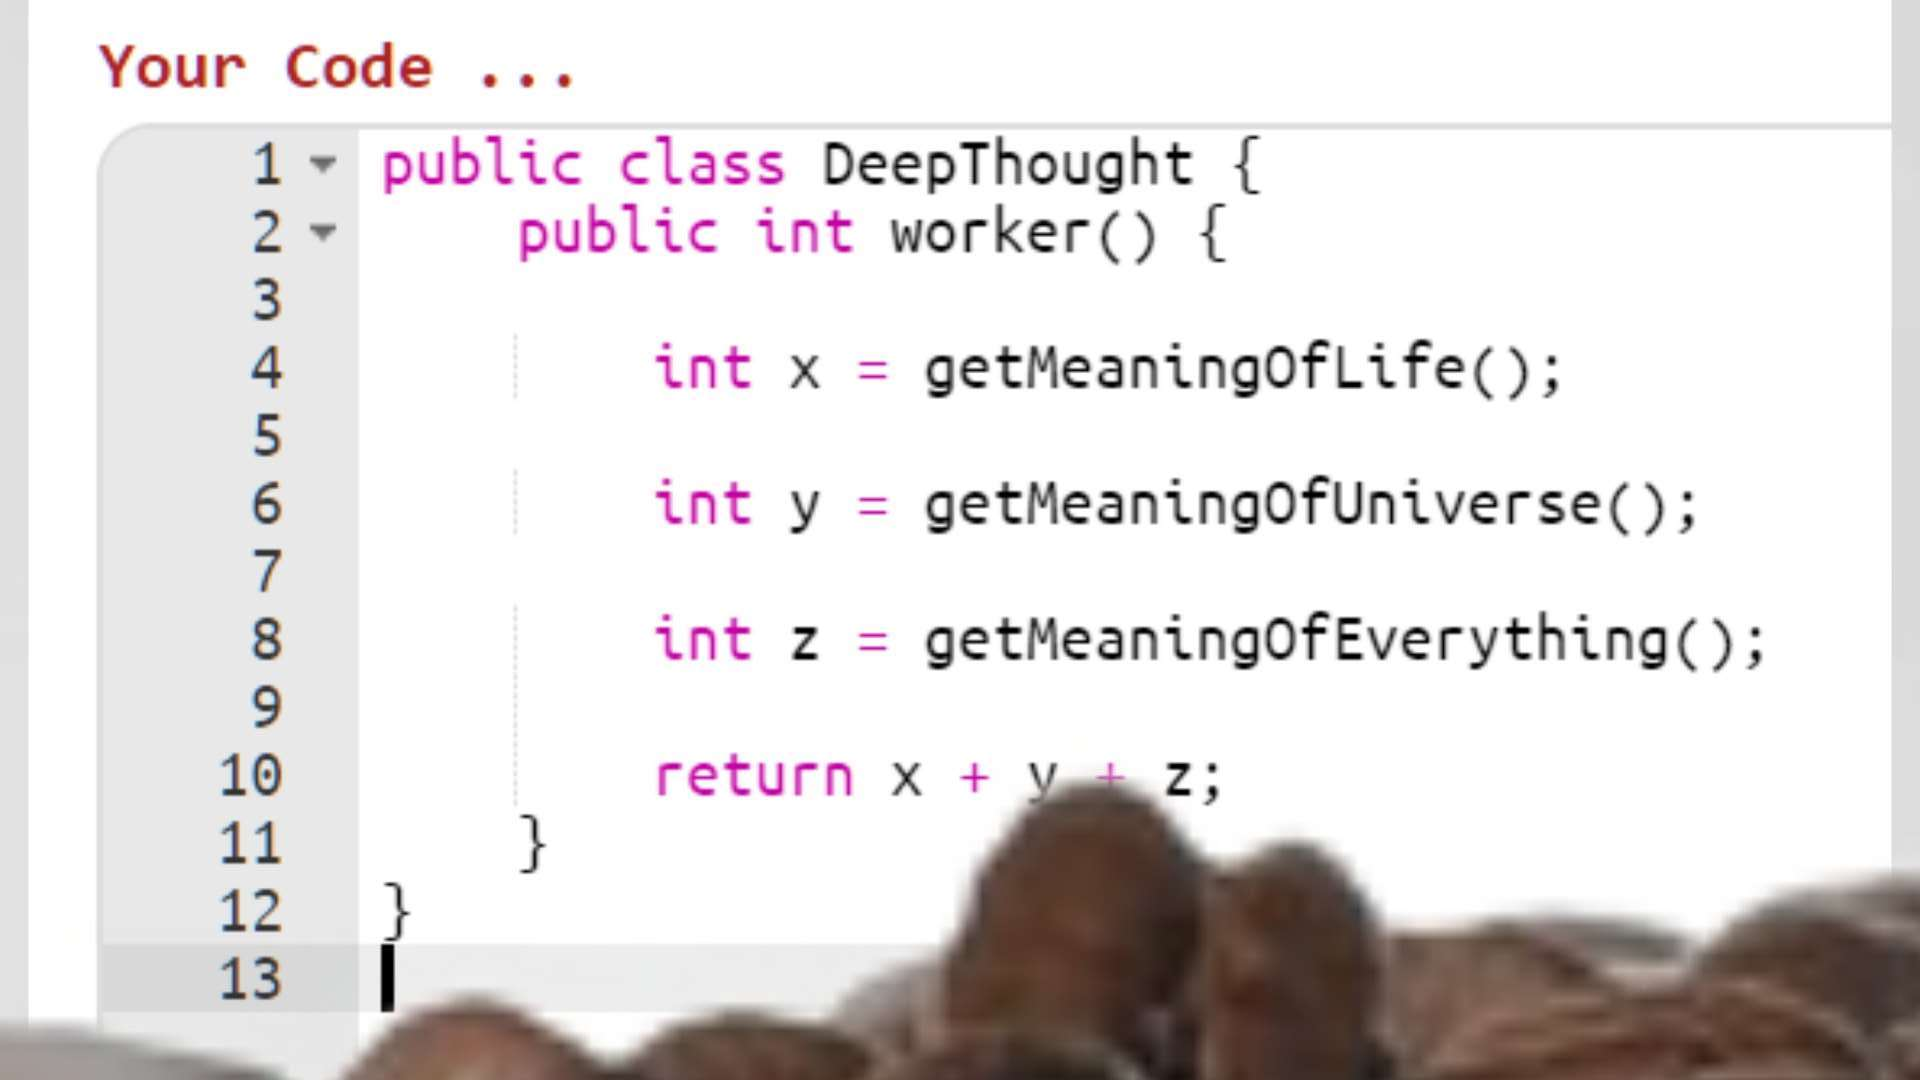 Your Code ...
1 public class DeepThought {
2 public int worker() {
3
4 int x = getMeaningOfLife();
5
6 int y = getMeaningOfUniverse();
7
8 int z = getMeaningOfEverything();
9
10 return x + y + z;
11 }
12 }
13